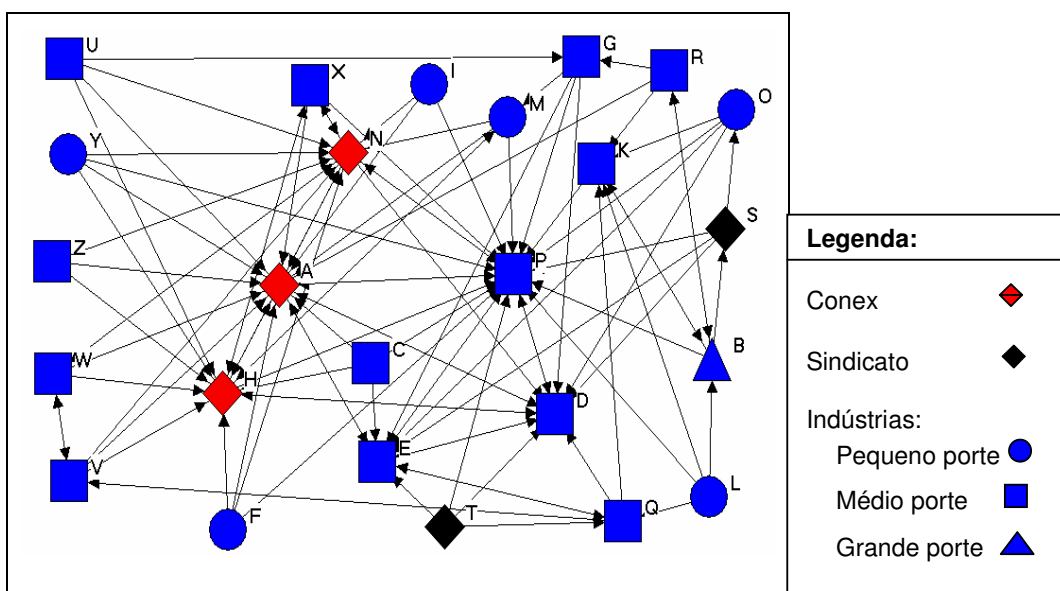 U
G
R
X
I
O
M
Y
N
K
S
Z
A
P
W
C
B
H
D
V
E
L
F
T
Q
Legenda:
Conex
Sindicato
Indústrias:
Pequeno porte
Médio porte
Grande porte